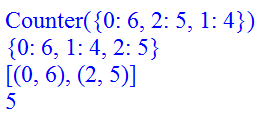 Counter({0: 6, 2: 5, 1: 4})
{0: 6, 1: 4, 2: 5}
[(0, 6), (2, 5)]
5